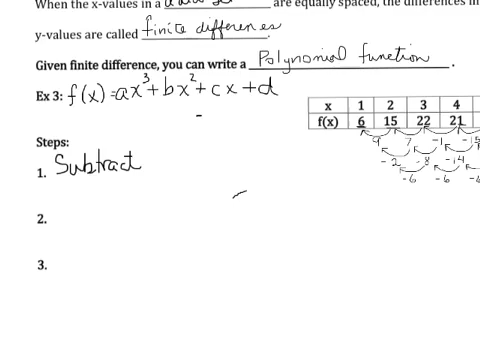 When the x-values in a data set are equally spaced, the differences in
y-values are called finite differences.
Given finite difference, you can write a Polynomial function.
Ex 3: f(x)=ax³+bx²+cx+d
x 1 2 3 4
f(x) 6 15 22 21
9 7 -1 -15
Steps:
-2 -8 -14
1. Subtract
-6 -6
2.
3.